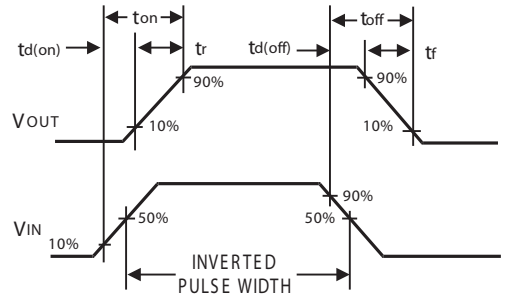 ton
toff
td(on)
tr
td(off)
tf
90%
90%
VOUT
10%
10%
90%
50%
50%
VIN
10%
INVERTED
PULSE WIDTH